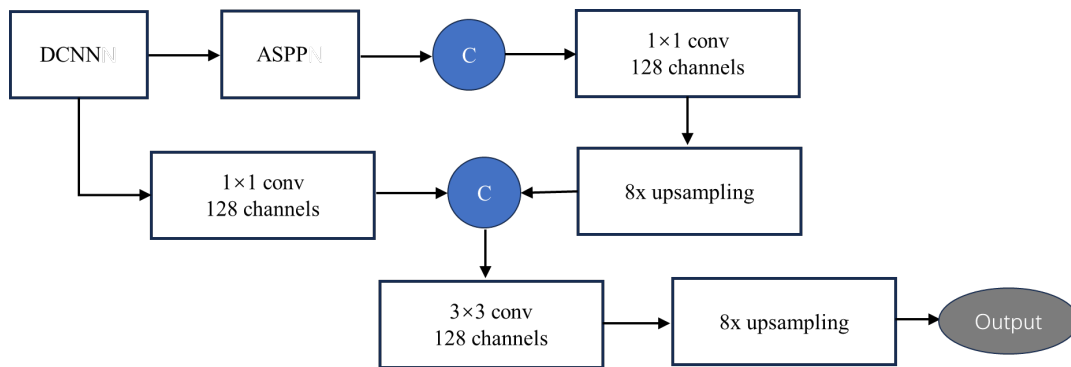 DCNN
ASPP
C
1×1 conv
128 channels
1×1 conv
128 channels
C
8x upsampling
3×3 conv
128 channels
8x upsampling
Output